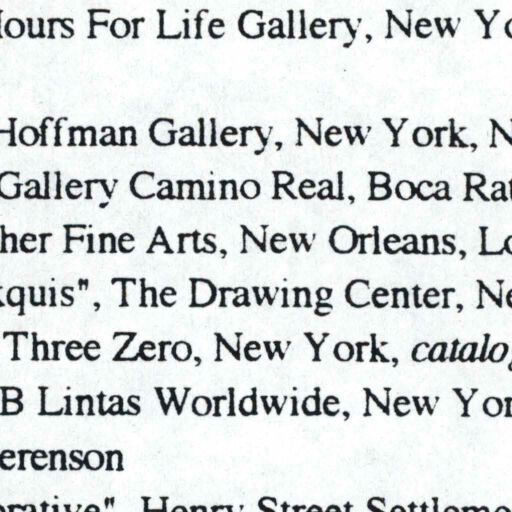 Hours For Life Gallery, New Yo
Hoffman Gallery, New York, N
Gallery Camino Real, Boca Rat
her Fine Arts, New Orleans, Lo
xquis", The Drawing Center, Ne
Three Zero, New York, catalog
B Lintas Worldwide, New Yor
erenson
orative", Henry Street Settleme